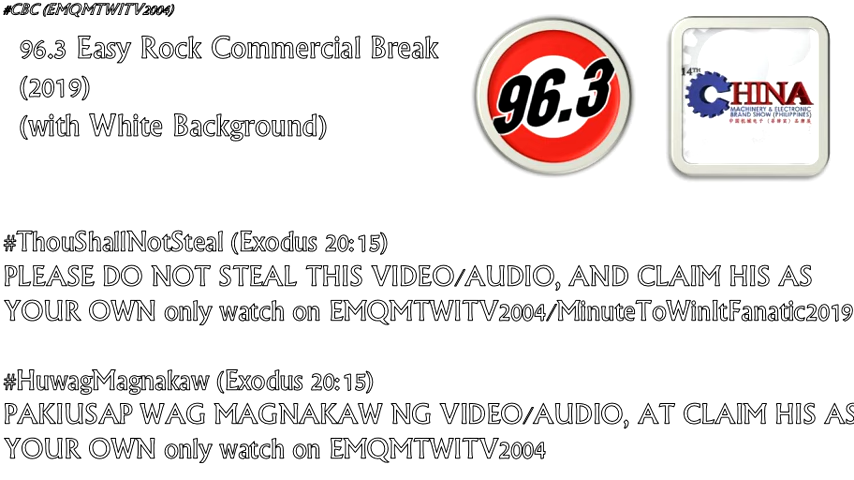 #CBC (EMQMTWITV2004)
96.3 Easy Rock Commercial Break
(2019)
(with White Background)
96.3
14TH
CHINA
MACHINERY & ELECTRONIC
BRAND SHOW (PHILIPPINES)
#ThouShallNotSteal (Exodus 20:15)
PLEASE DO NOT STEAL THIS VIDEO/AUDIO, AND CLAIM HIS AS
YOUR OWN only watch on EMQMTWITV2004/MinuteToWinItFanatic2019
#HuwagMagnakaw (Exodus 20:15)
PAKIUSAP WAG MAGNAKAW NG VIDEO/AUDIO, AT CLAIM HIS AS
YOUR OWN only watch on EMQMTWITV2004